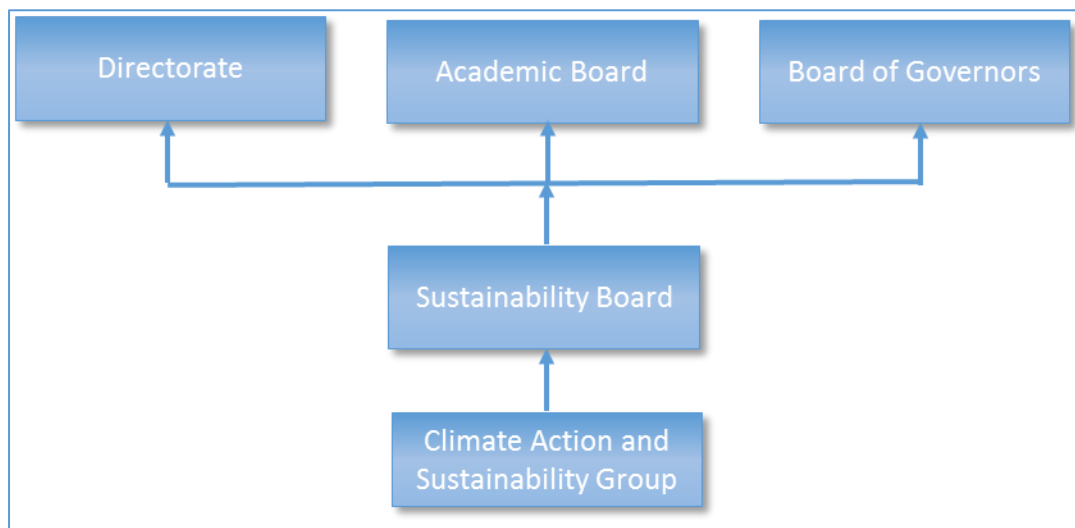 Directorate
Academic Board
Board of Governors
Sustainability Board
Climate Action and
Sustainability Group